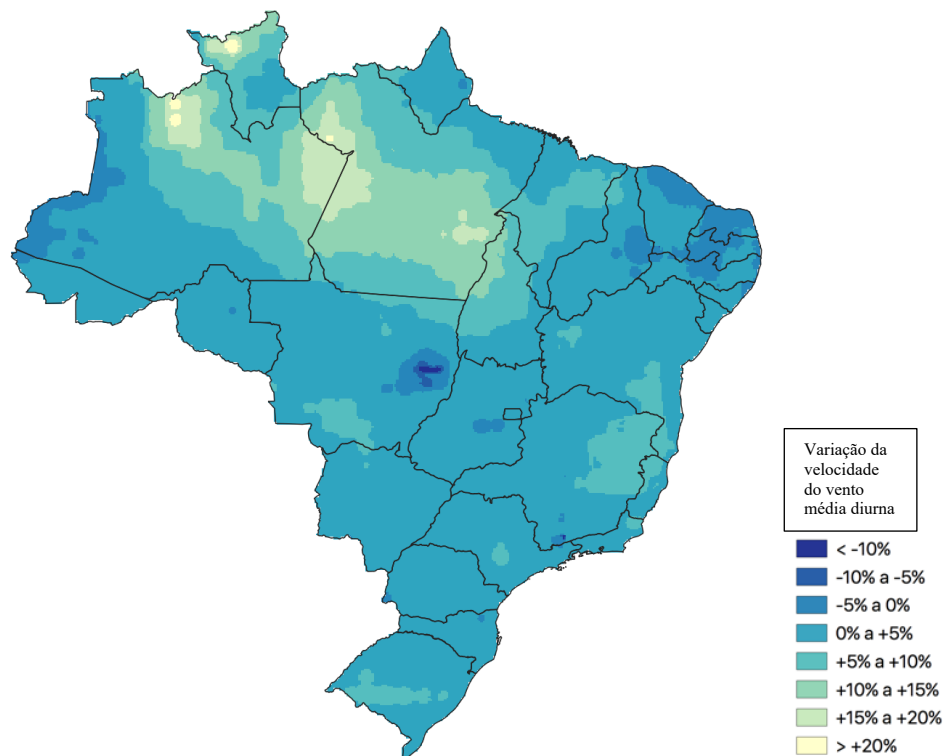 Variação da
velocidade
do vento
média diurna
< -10%
-10% a -5%
-5% a 0%
0% a +5%
+5% a +10%
+10% a +15%
+15% a +20%
> +20%